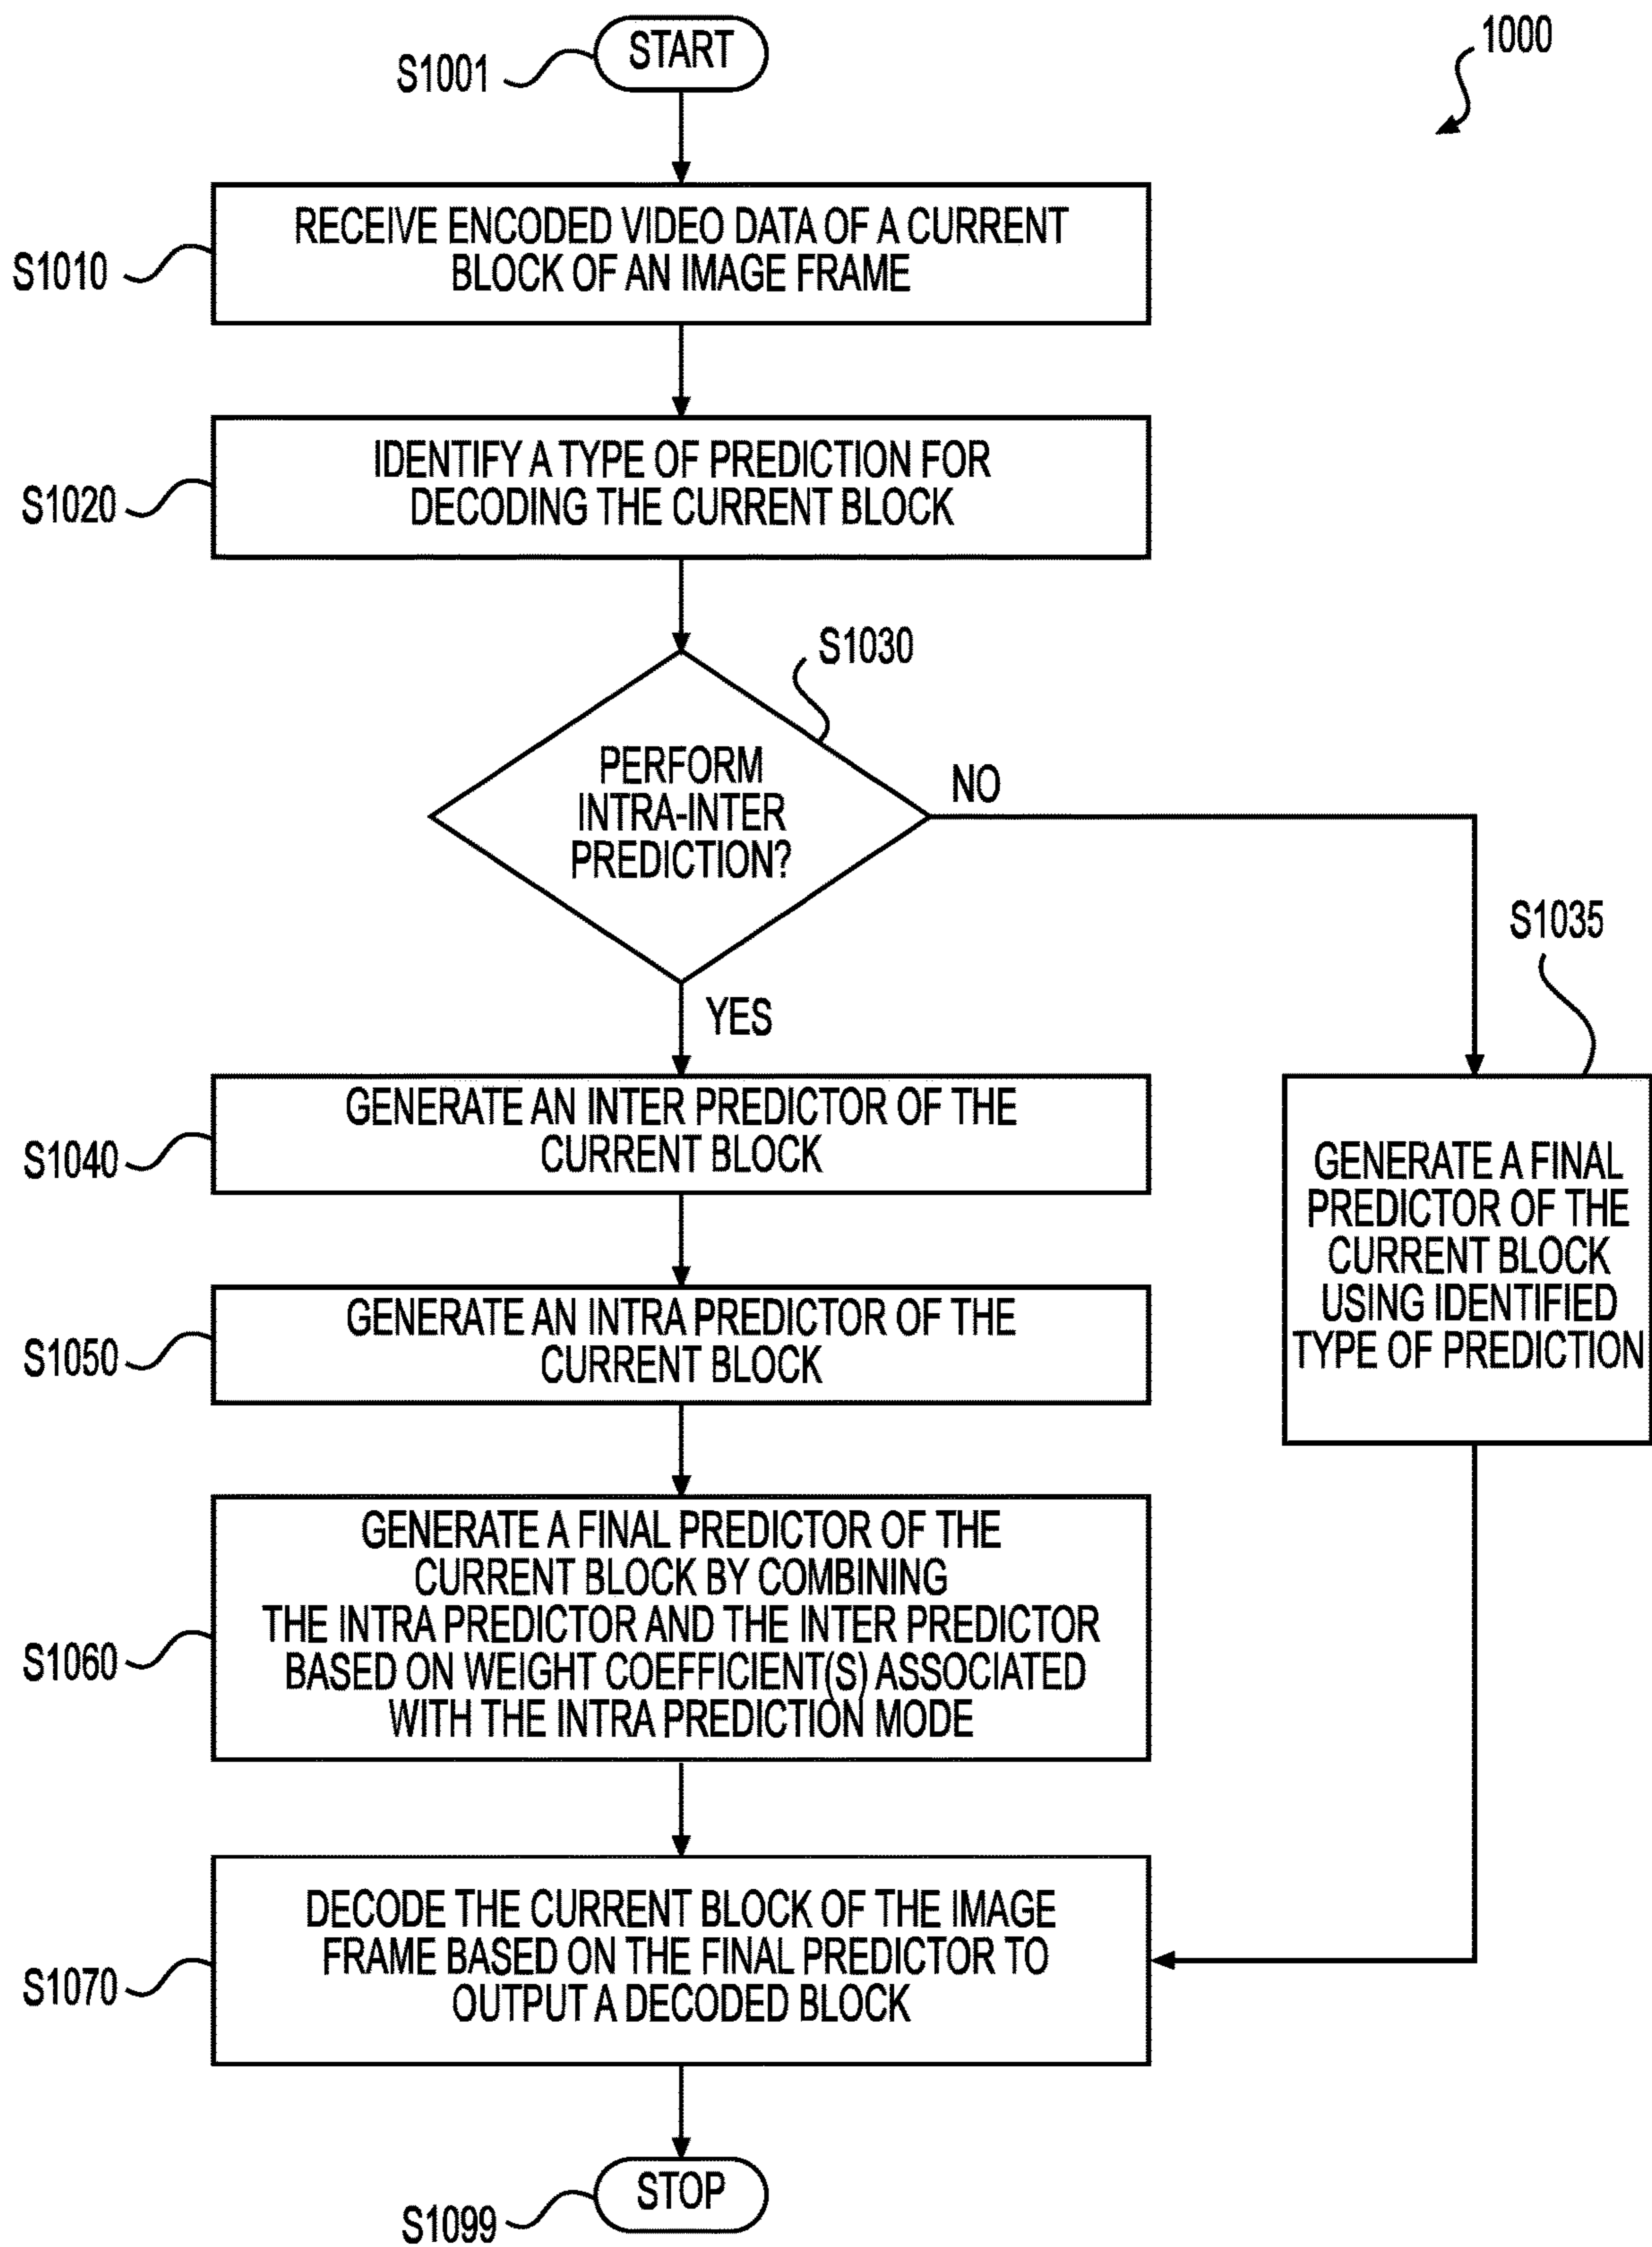 1000
START
S1001
RECEIVE ENCODED VIDEO DATA OF A CURRENT
BLOCK OF AN IMAGE FRAME
S1010
IDENTIFY A TYPE OF PREDICTION FOR
DECODING THE CURRENT BLOCK
S1020
S1030
PERFORM
INTRA-INTER
PREDICTION?
NO
YES
S1035
GENERATE AN INTER PREDICTOR OF THE
CURRENT BLOCK
S1040
GENERATE A FINAL
PREDICTOR OF THE
CURRENT BLOCK
USING IDENTIFIED
TYPE OF PREDICTION
GENERATE AN INTRA PREDICTOR OF THE
CURRENT BLOCK
S1050
GENERATE A FINAL PREDICTOR OF THE
CURRENT BLOCK BY COMBINING
THE INTRA PREDICTOR AND THE INTER PREDICTOR
BASED ON WEIGHT COEFFICIENT(S) ASSOCIATED
WITH THE INTRA PREDICTION MODE
S1060
DECODE THE CURRENT BLOCK OF THE IMAGE
FRAME BASED ON THE FINAL PREDICTOR TO
OUTPUT A DECODED BLOCK
S1070
STOP
S1099